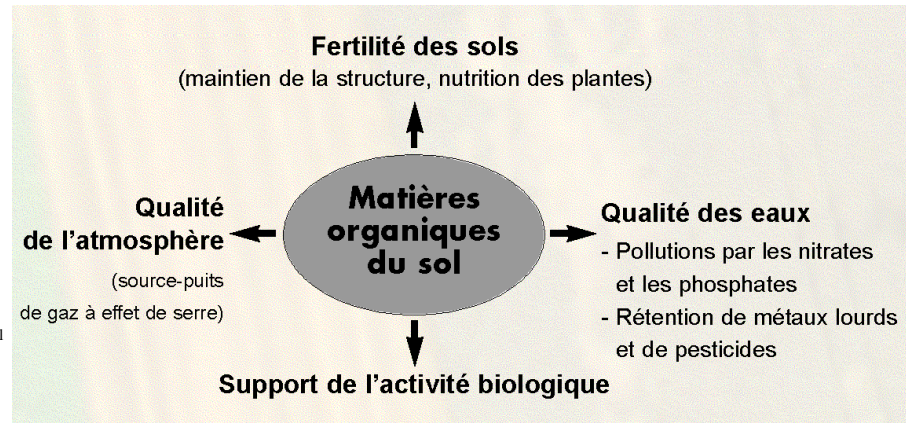 Fertilité des sols
(maintien de la structure, nutrition des plantes)
Matières
organiques
du sol
Qualité
de l’atmosphère
(source-puits
de gaz à effet de serre)
Qualité des eaux
- Pollutions par les nitrates
et les phosphates
- Rétention de métaux lourds
et de pesticides
Support de l’activité biologique